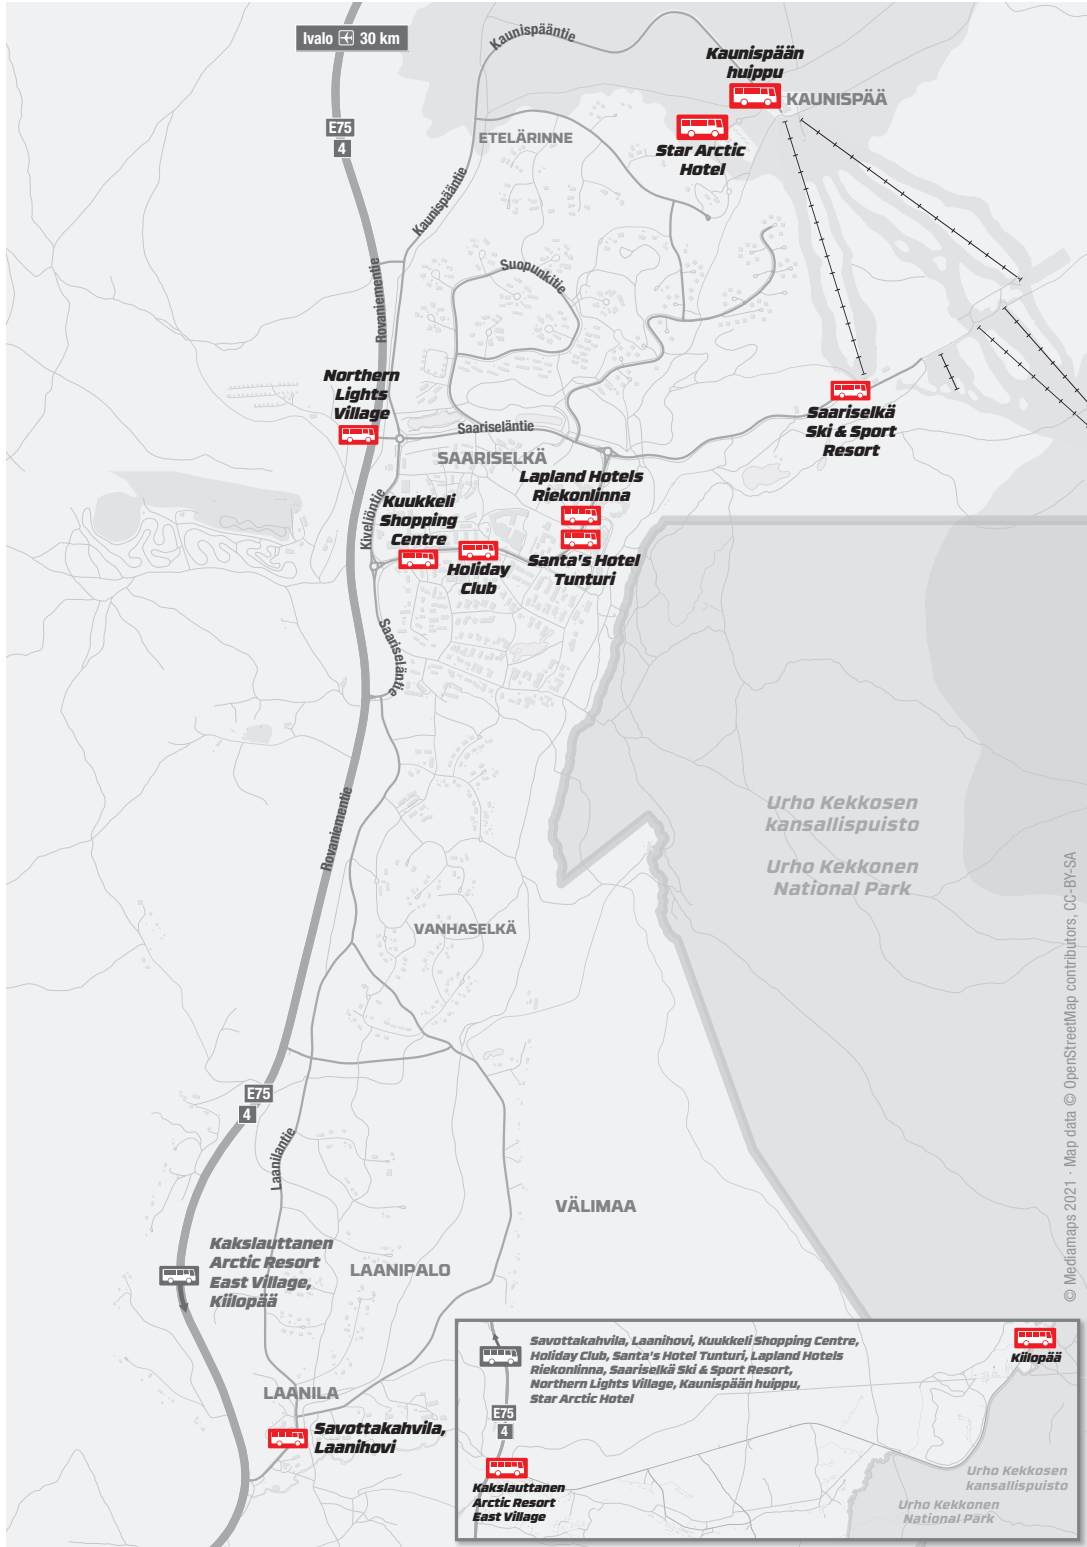 Ivalo 30 km
Kaunispääntie
Kaunispään
huippu
KAUNISPÄÄ
E75
4
ETELÄRINNE
Star Arctic
Hotel
Kaunispääntie
Suopunkitie
Rovaniementie
Northern
Lights
Village
Saariseläntie
Saariselkä
Ski & Sport
Resort
SAARISELKÄ
Lapland Hotels
Riekonlinna
Kiveliöntie
Kuukkeli
Shopping
Centre
Holiday
Club
Santa's Hotel
Tunturi
Saariseläntie
Rovaniementie
Urho Kekkosen
kansallispuisto
Urho Kekkonen
National Park
VANHASELKÄ
E75
4
Laanilantie
VÄLIMAA
Kakslauttanen
Arctic Resort
East Village,
Kiilopää
LAANIPALO
LAANILA
Savottakahvila,
Laanihovi
Savottakahvila, Laanihovi, Kuukkeli Shopping Centre,
Holiday Club, Santa's Hotel Tunturi, Lapland Hotels
Riekonlinna, Saariselkä Ski & Sport Resort,
Northern Lights Village, Kaunispään huippu,
Star Arctic Hotel
Kiilopää
E75
4
Kakslauttanen
Arctic Resort
East Village
Urho Kekkosen
kansallispuisto
Urho Kekkonen
National Park
© Mediamaps 2021 · Map data © OpenStreetMap contributors, CC-BY-SA